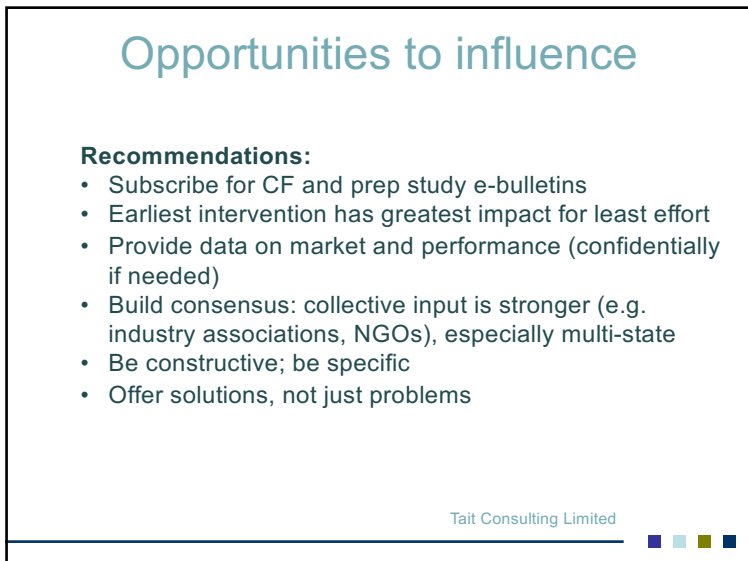 Opportunities to influence
Recommendations:
• Subscribe for CF and prep study e-bulletins
• Earliest intervention has greatest impact for least effort
• Provide data on market and performance (confidentially
if needed)
• Build consensus: collective input is stronger (e.g.
industry associations, NGOs), especially multi-state
• Be constructive; be specific
• Offer solutions, not just problems
Tait Consulting Limited